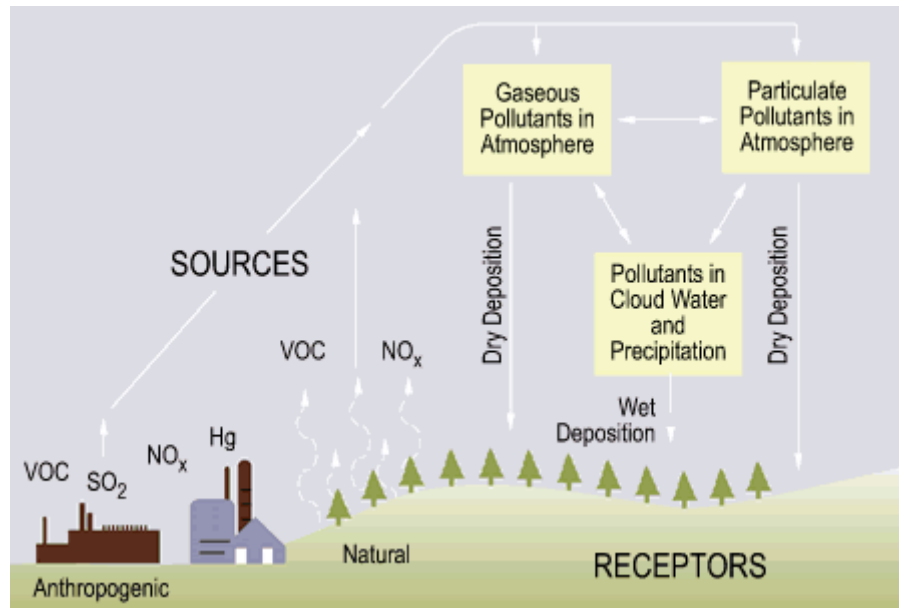 Gaseous
Pollutants in
Atmosphere
Particulate
Pollutants in
Atmosphere
SOURCES
Dry Deposition
Pollutants in
Cloud Water
and
Precipitation
Dry Deposition
VOC
NOx
Wet
Deposition
Hg
NOx
VOC
SO2
Natural
RECEPTORS
Anthropogenic